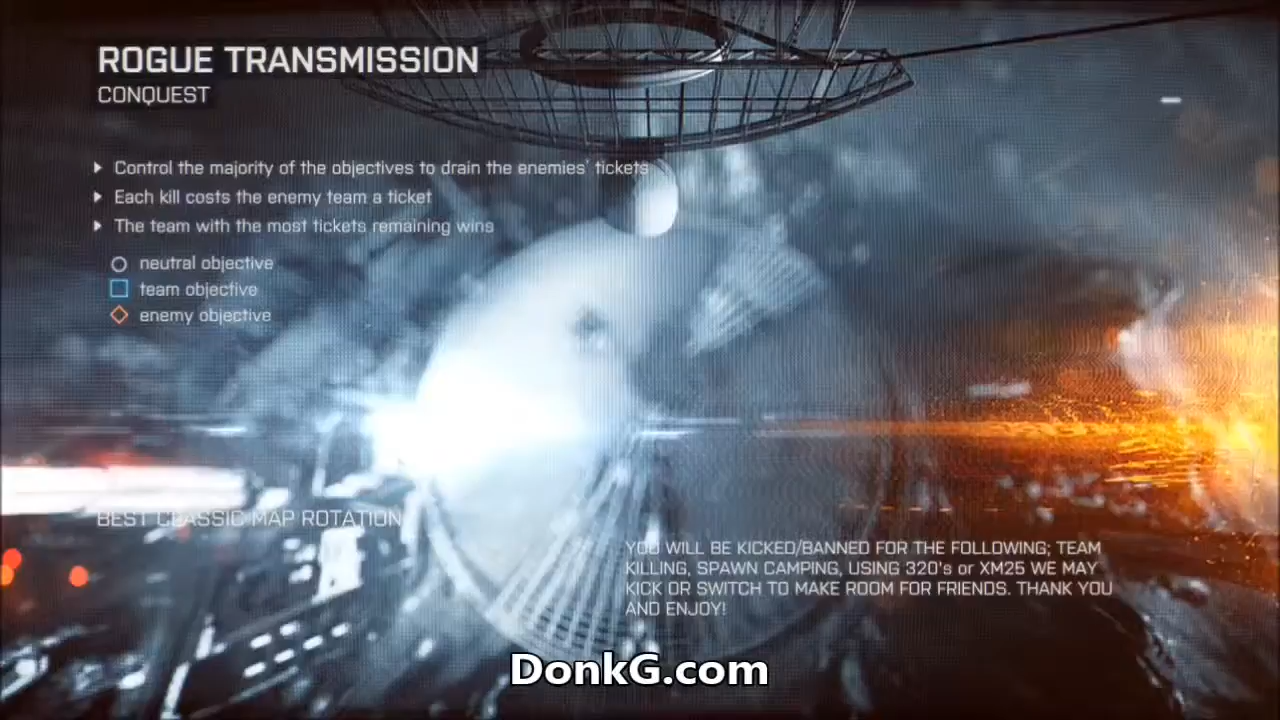 ROGUE TRANSMISSION
CONQUEST
Control the majority of the objectives to drain the enemies' tickets
Each kill costs the enemy team a ticket
The team with the most tickets remaining wins
neutral objective
team objective
enemy objective
BEST CLASSIC MAP ROTATION
YOU WILL BE KICKED/BANNED FOR THE FOLLOWING; TEAM
KILLING, SPAWN CAMPING, USING 320's or XM25 WE MAY
KICK OR SWITCH TO MAKE ROOM FOR FRIENDS. THANK YOU
AND ENJOY!
DonkG.com